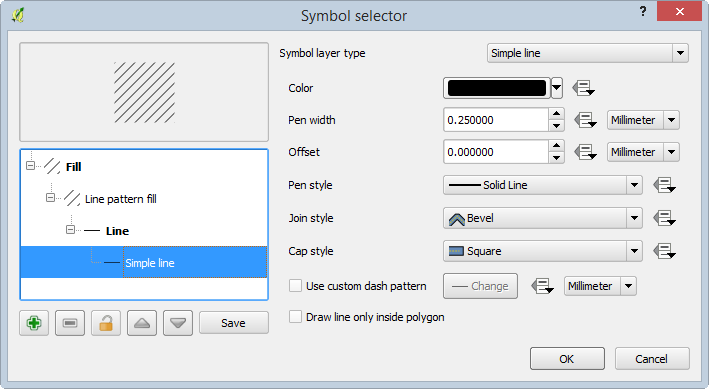 Symbol selector
?
Symbol layer type
Simple line
Color
Pen width
0.250000
Millimeter
Offset
0.000000
Millimeter
Fill
Line pattern fill
Line
Simple line
Pen style
Solid Line
Join style
Bevel
Cap style
Square
Use custom dash pattern
Change
Millimeter
Draw line only inside polygon
Save
OK
Cancel